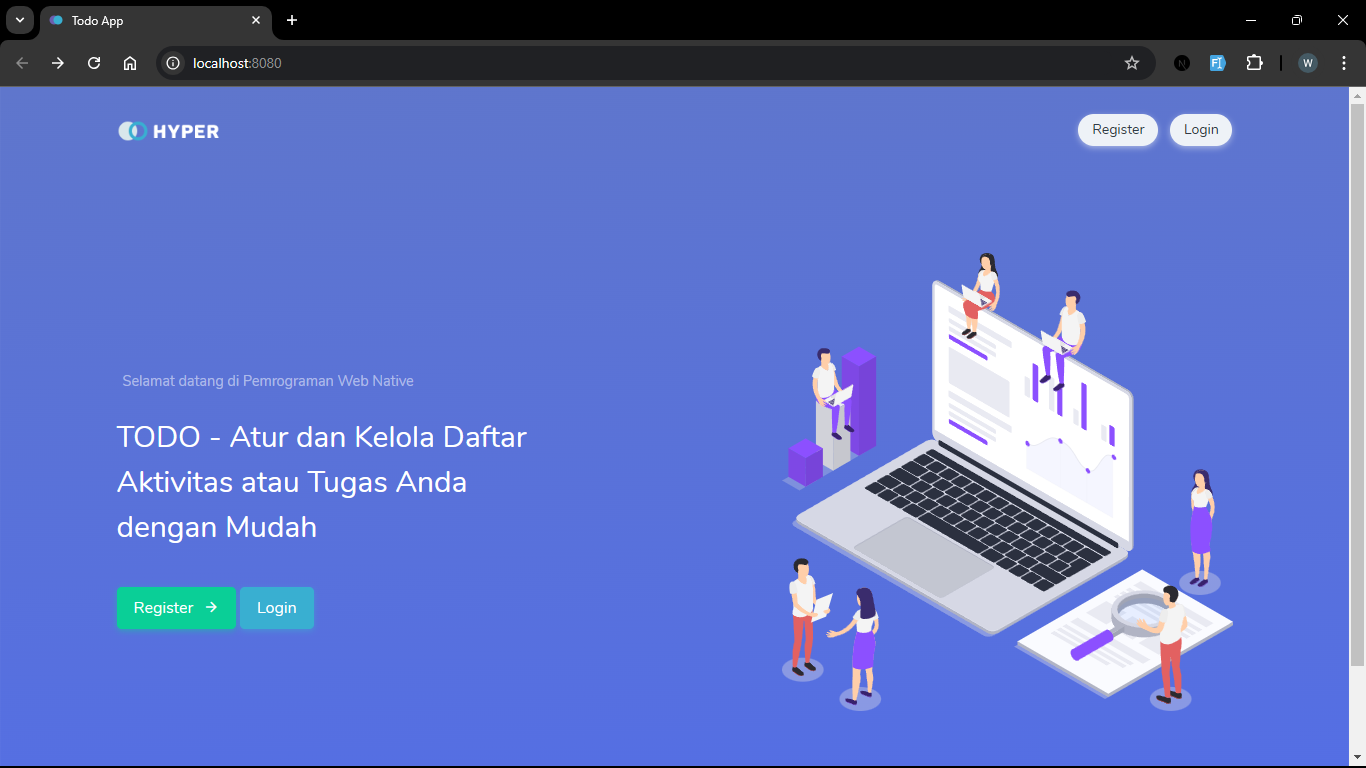 Todo App
localhost:8080
W
HYPER
Register
Login
Selamat datang di Pemrograman Web Native
TODO - Atur dan Kelola Daftar
Aktivitas atau Tugas Anda
dengan Mudah
Register
Login